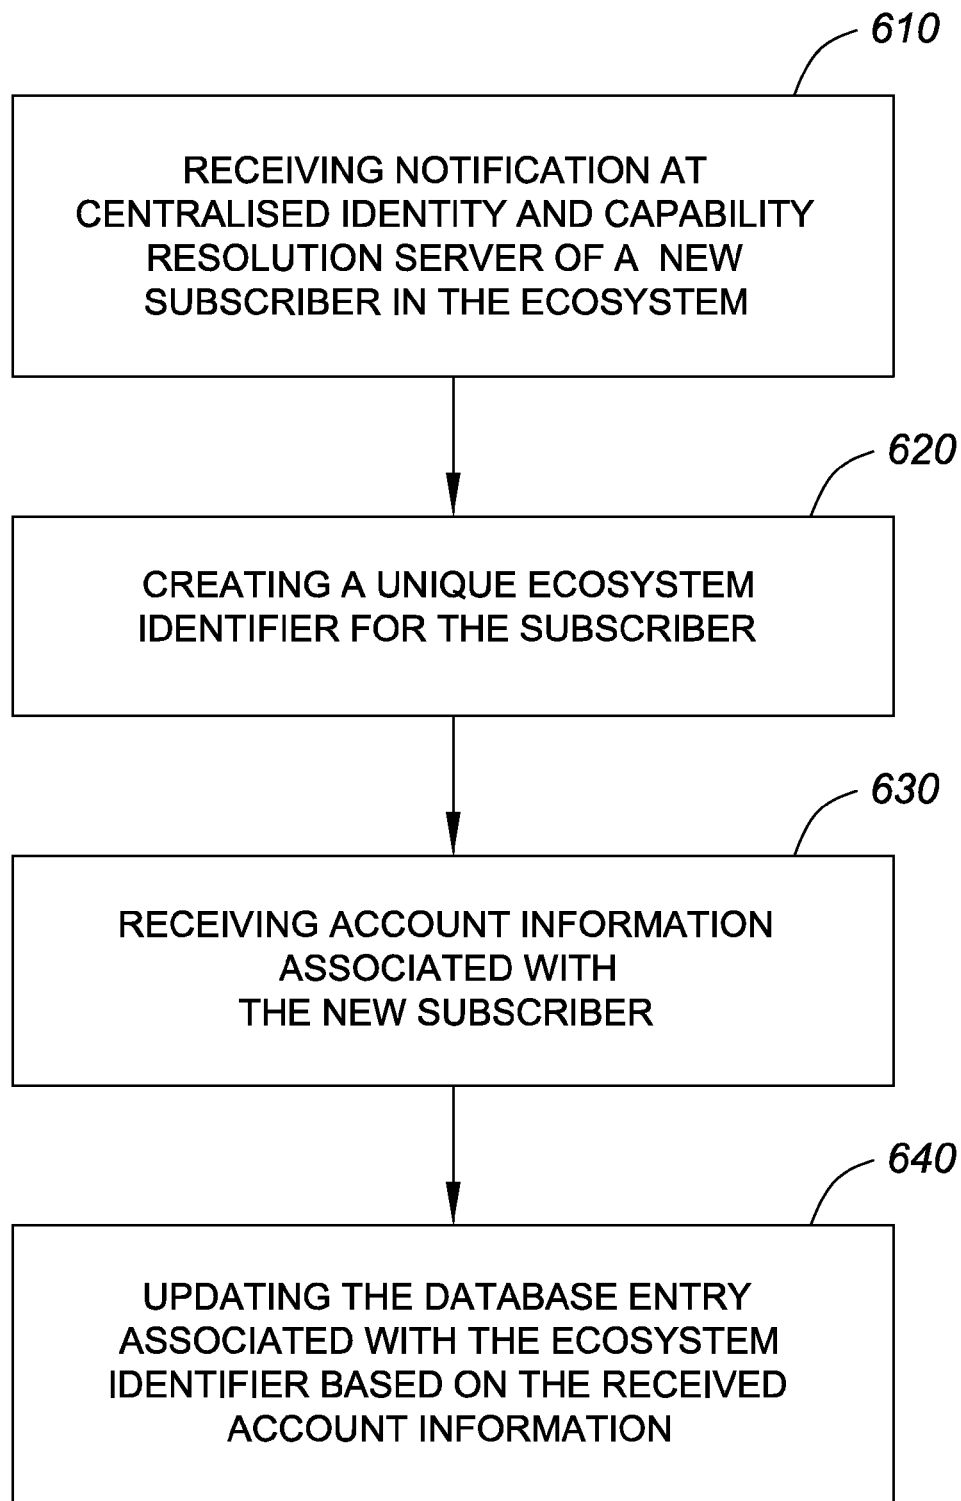 610
RECEIVING NOTIFICATION AT
CENTRALISED IDENTITY AND CAPABILITY
RESOLUTION SERVER OF A NEW
SUBSCRIBER IN THE ECOSYSTEM
620
CREATING A UNIQUE ECOSYSTEM
IDENTIFIER FOR THE SUBSCRIBER
630
RECEIVING ACCOUNT INFORMATION
ASSOCIATED WITH
THE NEW SUBSCRIBER
640
UPDATING THE DATABASE ENTRY
ASSOCIATED WITH THE ECOSYSTEM
IDENTIFIER BASED ON THE RECEIVED
ACCOUNT INFORMATION